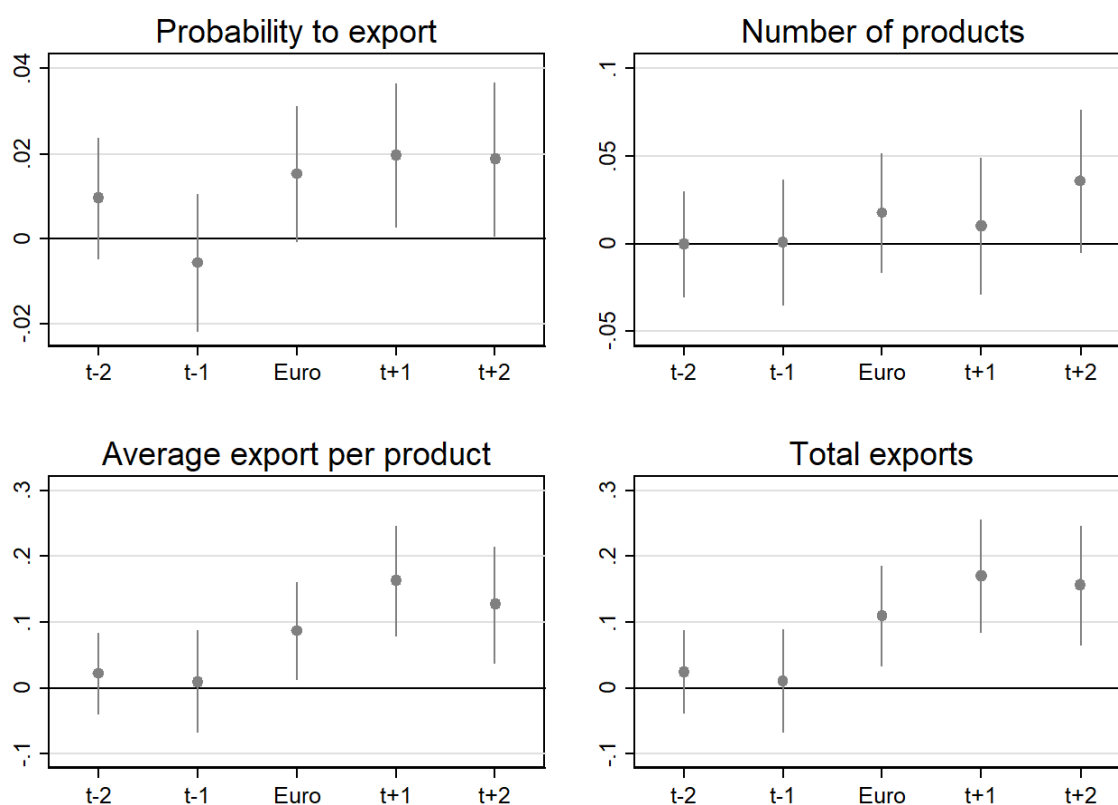 Probability to export
.04
.02
0
-.02
t-2 t-1 Euro t+1 t+2
Number of products
.1
.05
0
-.05
t-2 t-1 Euro t+1 t+2
Average export per product
.3
.2
.1
0
-.1
t-2 t-1 Euro t+1 t+2
Total exports
.3
.2
.1
0
-.1
t-2 t-1 Euro t+1 t+2